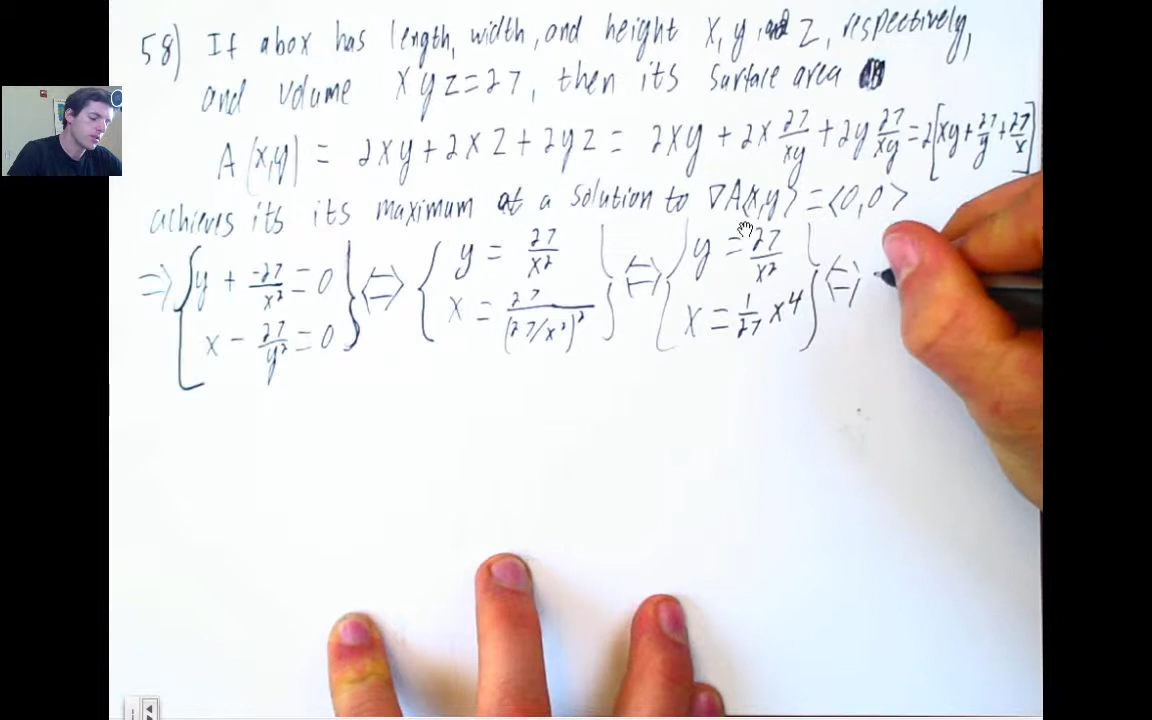 58) If a box has length, width, and height x, y, and z, respectively,
and volume xyz=27, then its surface area
A(x,y) = 2xy+2xz+2yz = 2xy + 2x 27/xy + 2y 27/xy = 2[xy+27/y+27/x]
achieves its its maximum at a solution to ∇A(x,y) = <0,0>
=> { y + -27/x² = 0 } <=> { y = 27/x² } <=> { y = 27/x² } <=>
{ x - 27/y² = 0 } { x = 27/(27/x²)² } { x = 1/27 x⁴ }